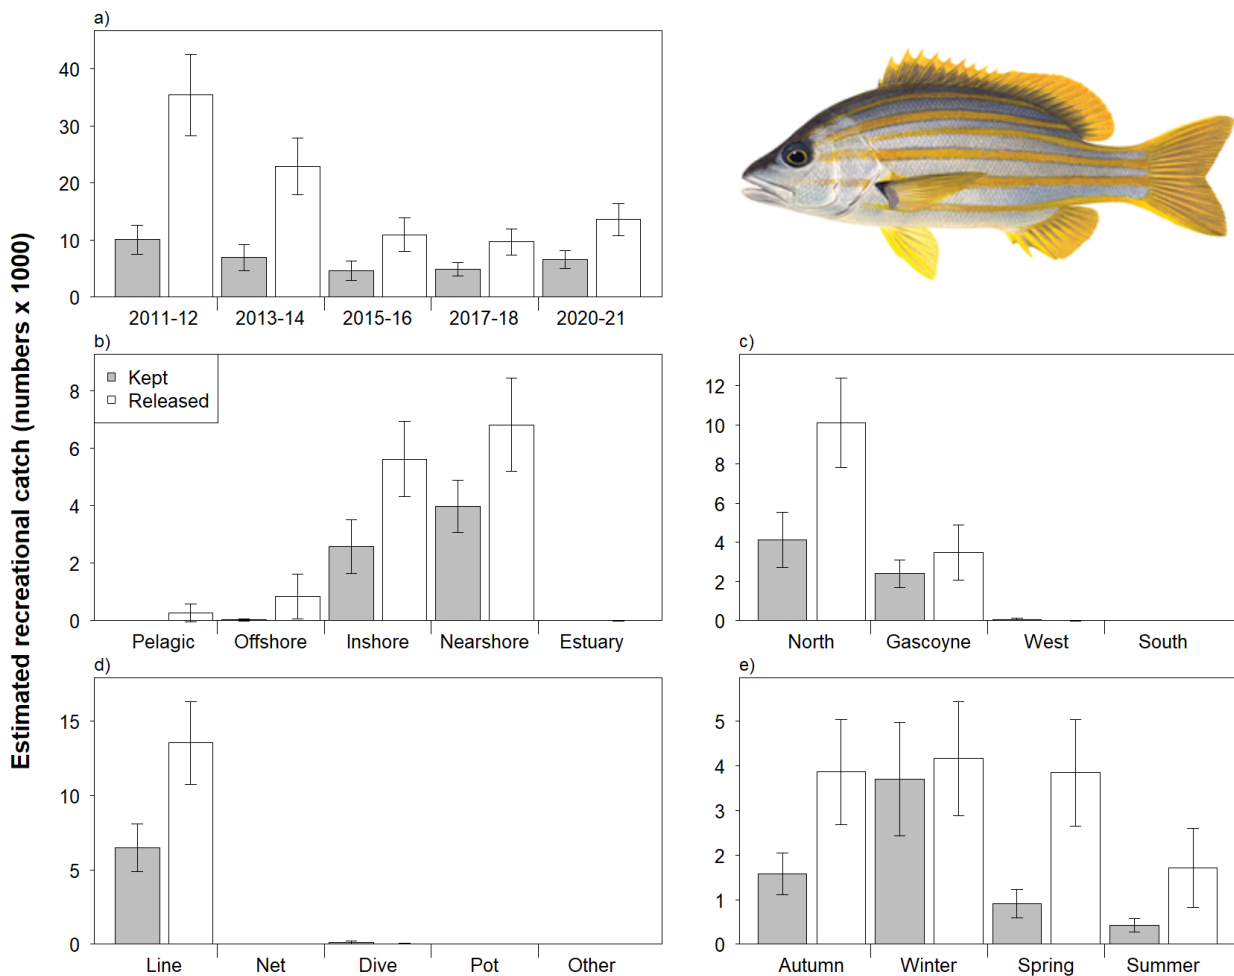 Estimated recreational catch (numbers x 1000)
a)
40
30
20
10
0
2011-12 2013-14 2015-16 2017-18 2020-21
b)
Kept
Released
8
6
4
2
0
Pelagic Offshore Inshore Nearshore Estuary
c)
12
10
8
6
4
2
0
North Gascoyne West South
d)
15
10
5
0
Line Net Dive Pot Other
e)
5
4
3
2
1
0
Autumn Winter Spring Summer